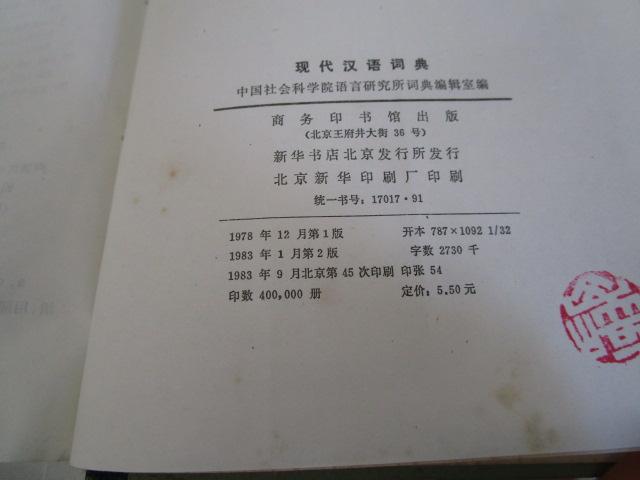 现代汉语词典
中国社会科学院语言研究所词典编辑室编
商务印书馆出版
（北京王府井大街 36 号）
新华书店北京发行所发行
北京新华印刷厂印刷
统一书号：17017·91
1978 年 12 月第 1 版 开本 787×1092 1/32
1983 年 1 月第 2 版 字数 2730 千
1983 年 9 月北京第 45 次印刷 印张 54
印数 400,000 册 定价：5.50 元